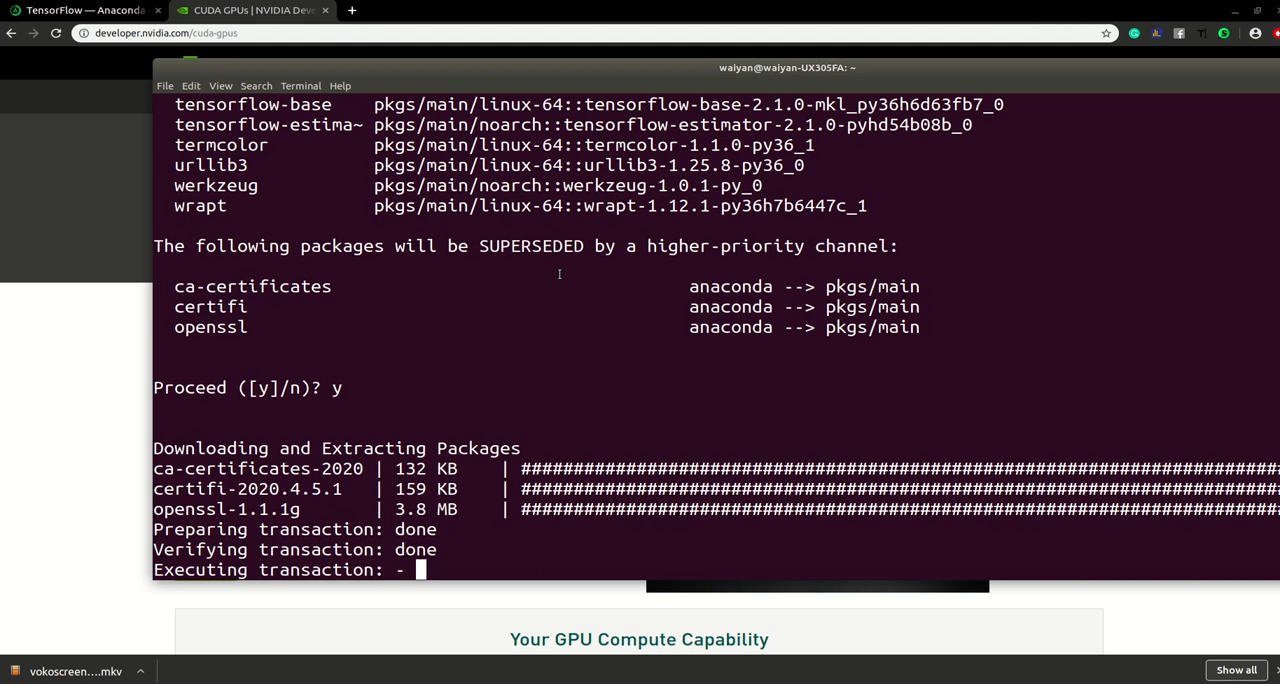 TensorFlow — Anaconda
CUDA GPUs | NVIDIA Deve
developer.nvidia.com/cuda-gpus
waiyan@waiyan-UX305FA: ~
File Edit View Search Terminal Help
tensorflow-base pkgs/main/linux-64::tensorflow-base-2.1.0-mkl_py36h6d63fb7_0
tensorflow-estima~ pkgs/main/noarch::tensorflow-estimator-2.1.0-pyhd54b08b_0
termcolor pkgs/main/linux-64::termcolor-1.1.0-py36_1
urllib3 pkgs/main/linux-64::urllib3-1.25.8-py36_0
werkzeug pkgs/main/noarch::werkzeug-1.0.1-py_0
wrapt pkgs/main/linux-64::wrapt-1.12.1-py36h7b6447c_1
The following packages will be SUPERSEDED by a higher-priority channel:
ca-certificates anaconda --> pkgs/main
certifi anaconda --> pkgs/main
openssl anaconda --> pkgs/main
Proceed ([y]/n)? y
Downloading and Extracting Packages
ca-certificates-2020 | 132 KB | ########################################################################
certifi-2020.4.5.1 | 159 KB | ########################################################################
openssl-1.1.1g | 3.8 MB | ########################################################################
Preparing transaction: done
Verifying transaction: done
Executing transaction: -
Your GPU Compute Capability
vokoscreen....mkv
Show all